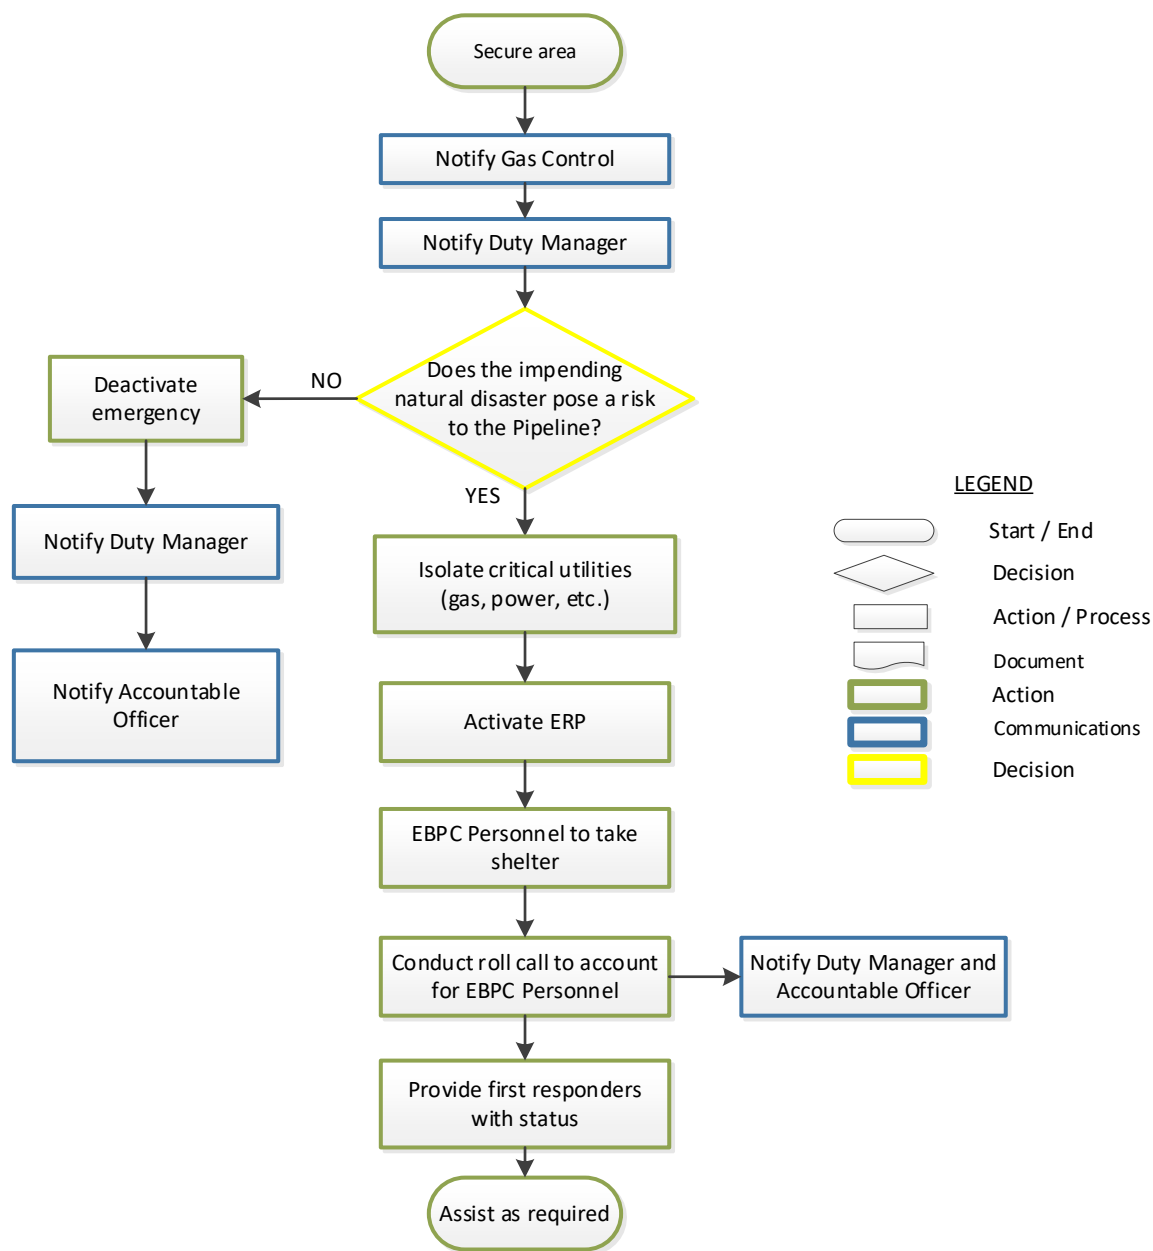 Secure area
Notify Gas Control
Notify Duty Manager
Does the impending
natural disaster pose a risk
to the Pipeline?
NO
Deactivate
emergency
Notify Duty Manager
Notify Accountable
Officer
YES
Isolate critical utilities
(gas, power, etc.)
Activate ERP
EBPC Personnel to take
shelter
Conduct roll call to account
for EBPC Personnel
Notify Duty Manager and
Accountable Officer
Provide first responders
with status
Assist as required
LEGEND
Start / End
Decision
Action / Process
Document
Action
Communications
Decision